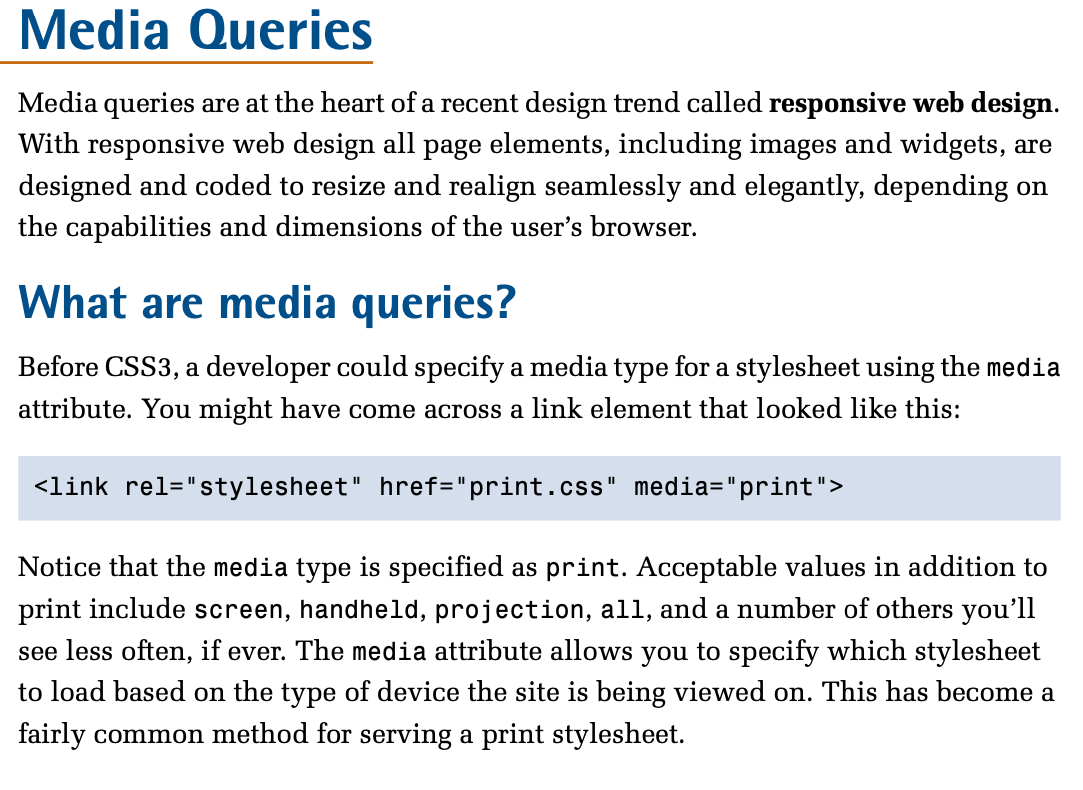 Media Queries
Media queries are at the heart of a recent design trend called responsive web design.
With responsive web design all page elements, including images and widgets, are
designed and coded to resize and realign seamlessly and elegantly, depending on
the capabilities and dimensions of the user’s browser.
What are media queries?
Before CSS3, a developer could specify a media type for a stylesheet using the media
attribute. You might have come across a link element that looked like this:
<link rel="stylesheet" href="print.css" media="print">
Notice that the media type is specified as print. Acceptable values in addition to
print include screen, handheld, projection, all, and a number of others you’ll
see less often, if ever. The media attribute allows you to specify which stylesheet
to load based on the type of device the site is being viewed on. This has become a
fairly common method for serving a print stylesheet.